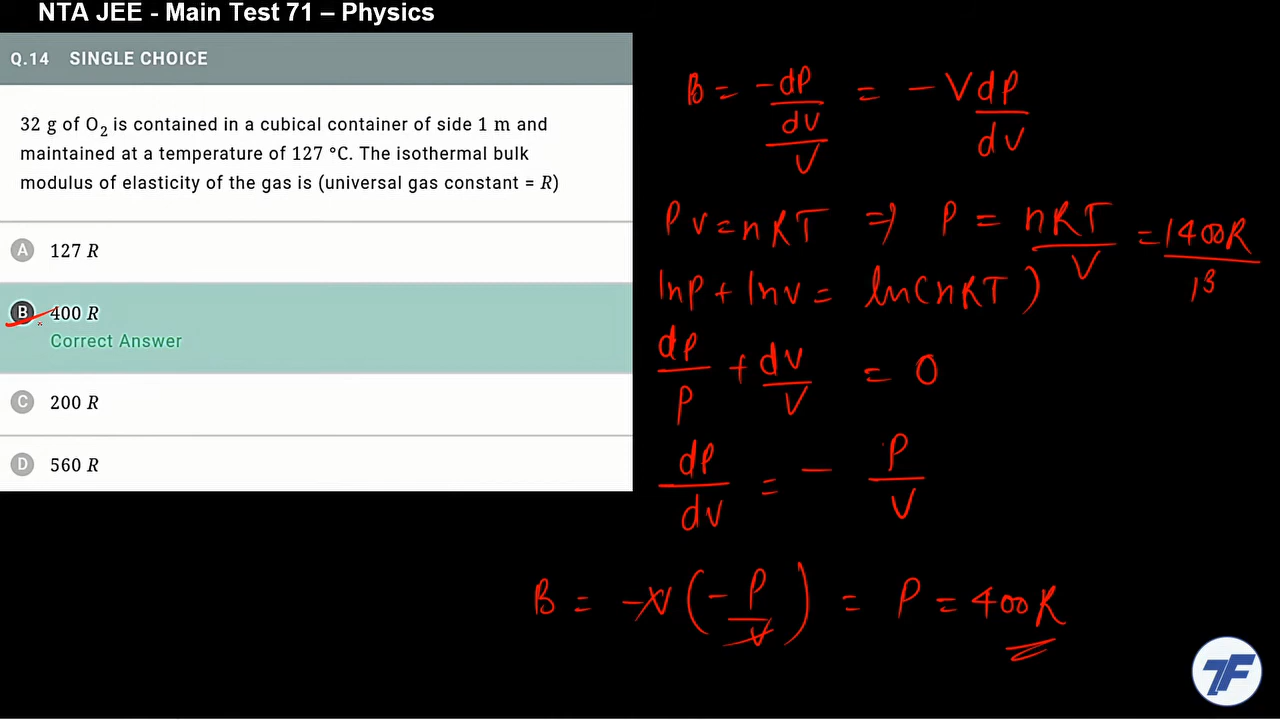 NTA JEE - Main Test 71 – Physics
Q.14 SINGLE CHOICE
32 g of O₂ is contained in a cubical container of side 1 m and
maintained at a temperature of 127 °C. The isothermal bulk
modulus of elasticity of the gas is (universal gas constant = R)
A 127 R
B 400 R
Correct Answer
C 200 R
D 560 R
B = -dP/(dV/V) = -V dP/dV
PV = nRT ⇒ P = nRT/V = 1400R/1³
lnP + lnV = ln(nRT)
dP/P + dV/V = 0
dP/dV = - P/V
B = -V(-P/V) = P = 400R
7F